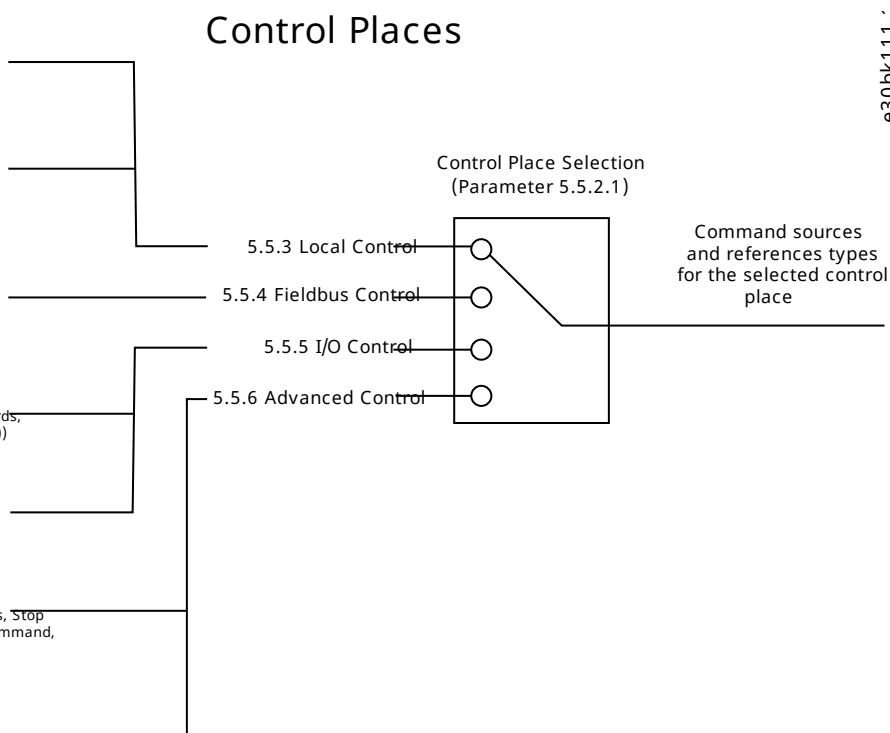 Control Places
Control Place Selection
(Parameter 5.5.2.1)
5.5.3 Local Control
5.5.4 Fieldbus Control
5.5.5 I/O Control
5.5.6 Advanced Control
Command sources
and references types
for the selected control
place
Stop